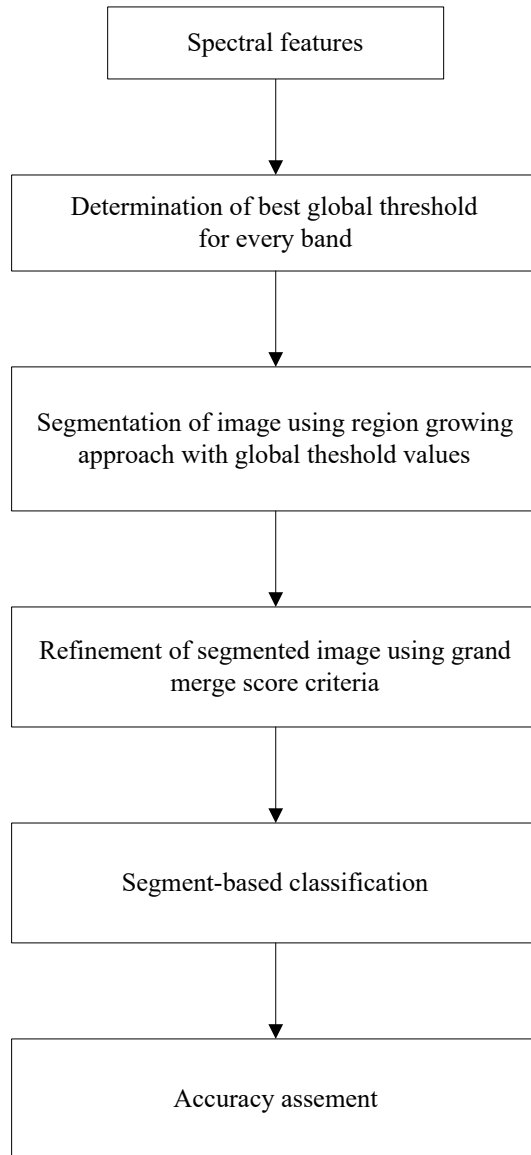 Spectral features
Determination of best global threshold
for every band
Segmentation of image using region growing
approach with global theshold values
Refinement of segmented image using grand
merge score criteria
Segment-based classification
Accuracy assement